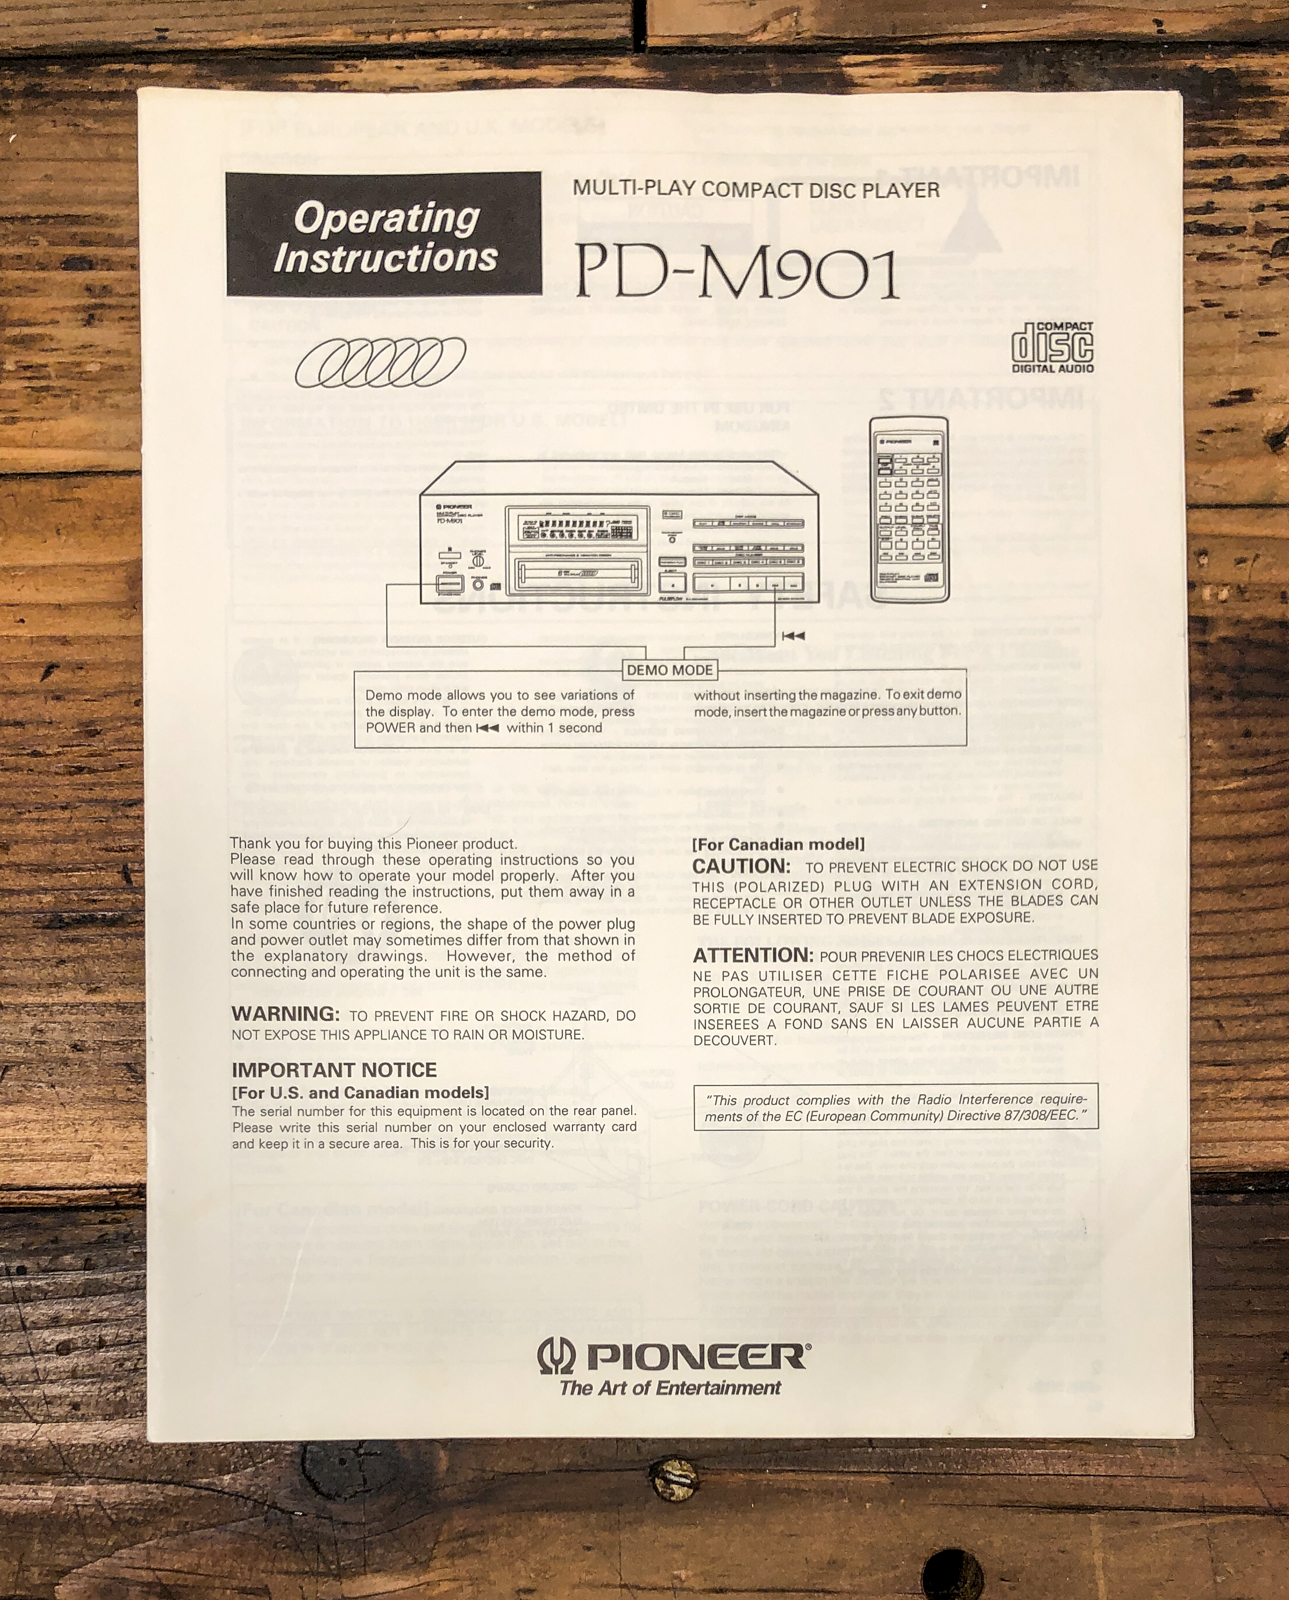 Operating
Instructions
MULTI-PLAY COMPACT DISC PLAYER
PD-M901
COMPACT
disc
DIGITAL AUDIO
PIONEER
PIONEER
PD-M901
DEMO MODE
Demo mode allows you to see variations of
the display. To enter the demo mode, press
POWER and then ⏮ within 1 second
without inserting the magazine. To exit demo
mode, insert the magazine or press any button.
Thank you for buying this Pioneer product.
Please read through these operating instructions so you
will know how to operate your model properly. After you
have finished reading the instructions, put them away in a
safe place for future reference.
In some countries or regions, the shape of the power plug
and power outlet may sometimes differ from that shown in
the explanatory drawings. However, the method of
connecting and operating the unit is the same.
WARNING: TO PREVENT FIRE OR SHOCK HAZARD, DO
NOT EXPOSE THIS APPLIANCE TO RAIN OR MOISTURE.
IMPORTANT NOTICE
[For U.S. and Canadian models]
The serial number for this equipment is located on the rear panel.
Please write this serial number on your enclosed warranty card
and keep it in a secure area. This is for your security.
[For Canadian model]
CAUTION: TO PREVENT ELECTRIC SHOCK DO NOT USE
THIS (POLARIZED) PLUG WITH AN EXTENSION CORD,
RECEPTACLE OR OTHER OUTLET UNLESS THE BLADES CAN
BE FULLY INSERTED TO PREVENT BLADE EXPOSURE.
ATTENTION: POUR PREVENIR LES CHOCS ELECTRIQUES
NE PAS UTILISER CETTE FICHE POLARISEE AVEC UN
PROLONGATEUR, UNE PRISE DE COURANT OU UNE AUTRE
SORTIE DE COURANT, SAUF SI LES LAMES PEUVENT ETRE
INSEREES A FOND SANS EN LAISSER AUCUNE PARTIE A
DECOUVERT.
"This product complies with the Radio Interference require-
ments of the EC (European Community) Directive 87/308/EEC."
PIONEER®
The Art of Entertainment